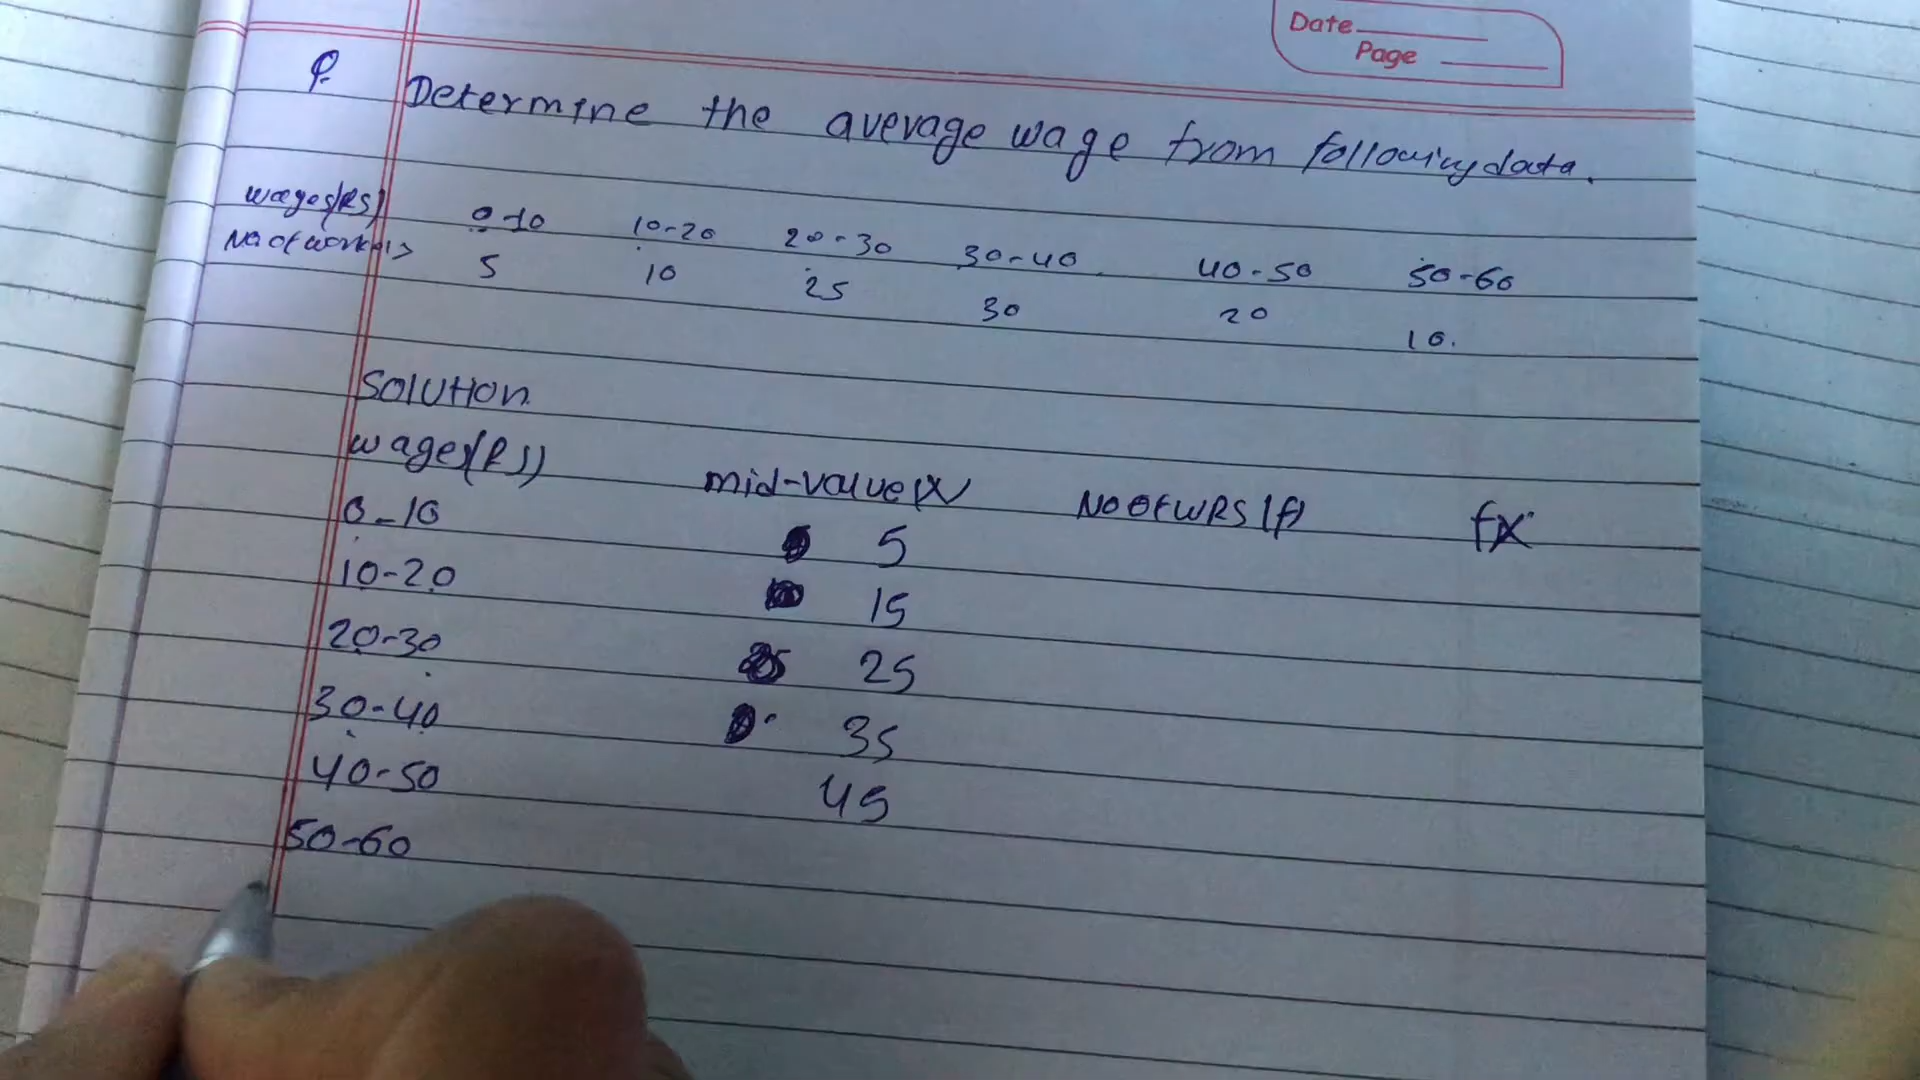 Date
Page
Q. Determine the average wage from following data.
wages(RS) 0-10 10-20 20-30 30-40 40-50 50-60
No of workers 5 10 25 30 20 10.
Solution
wages(RS) mid-value(x) No of WRS(f) fx
0-10 5
10-20 15
20-30 25
30-40 35
40-50 45
50-60